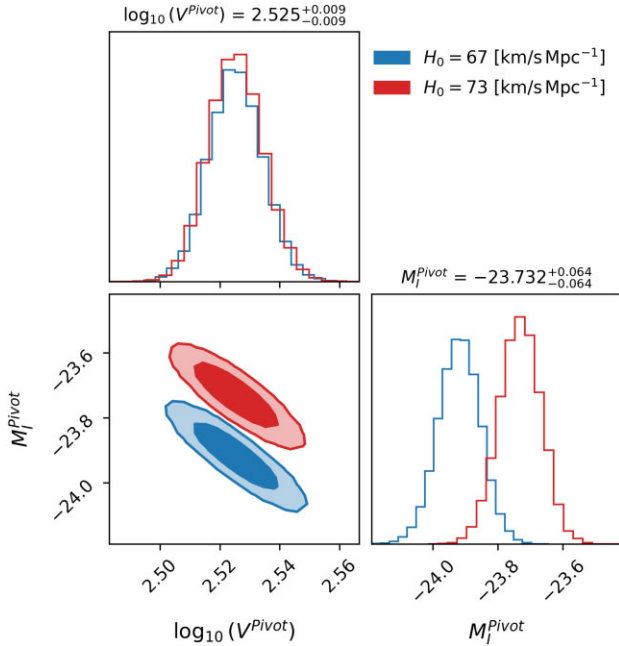 log₁₀(V^{Pivot}) = 2.525^{+0.009}_{−0.009}
H₀ = 67 [km/s Mpc⁻¹]
H₀ = 73 [km/s Mpc⁻¹]
M_I^{Pivot} = −23.732^{+0.064}_{−0.064}
M_I^{Pivot}
−23.6
−23.8
−24.0
2.50 2.52 2.54 2.56
−24.0 −23.8 −23.6
log₁₀(V^{Pivot})
M_I^{Pivot}